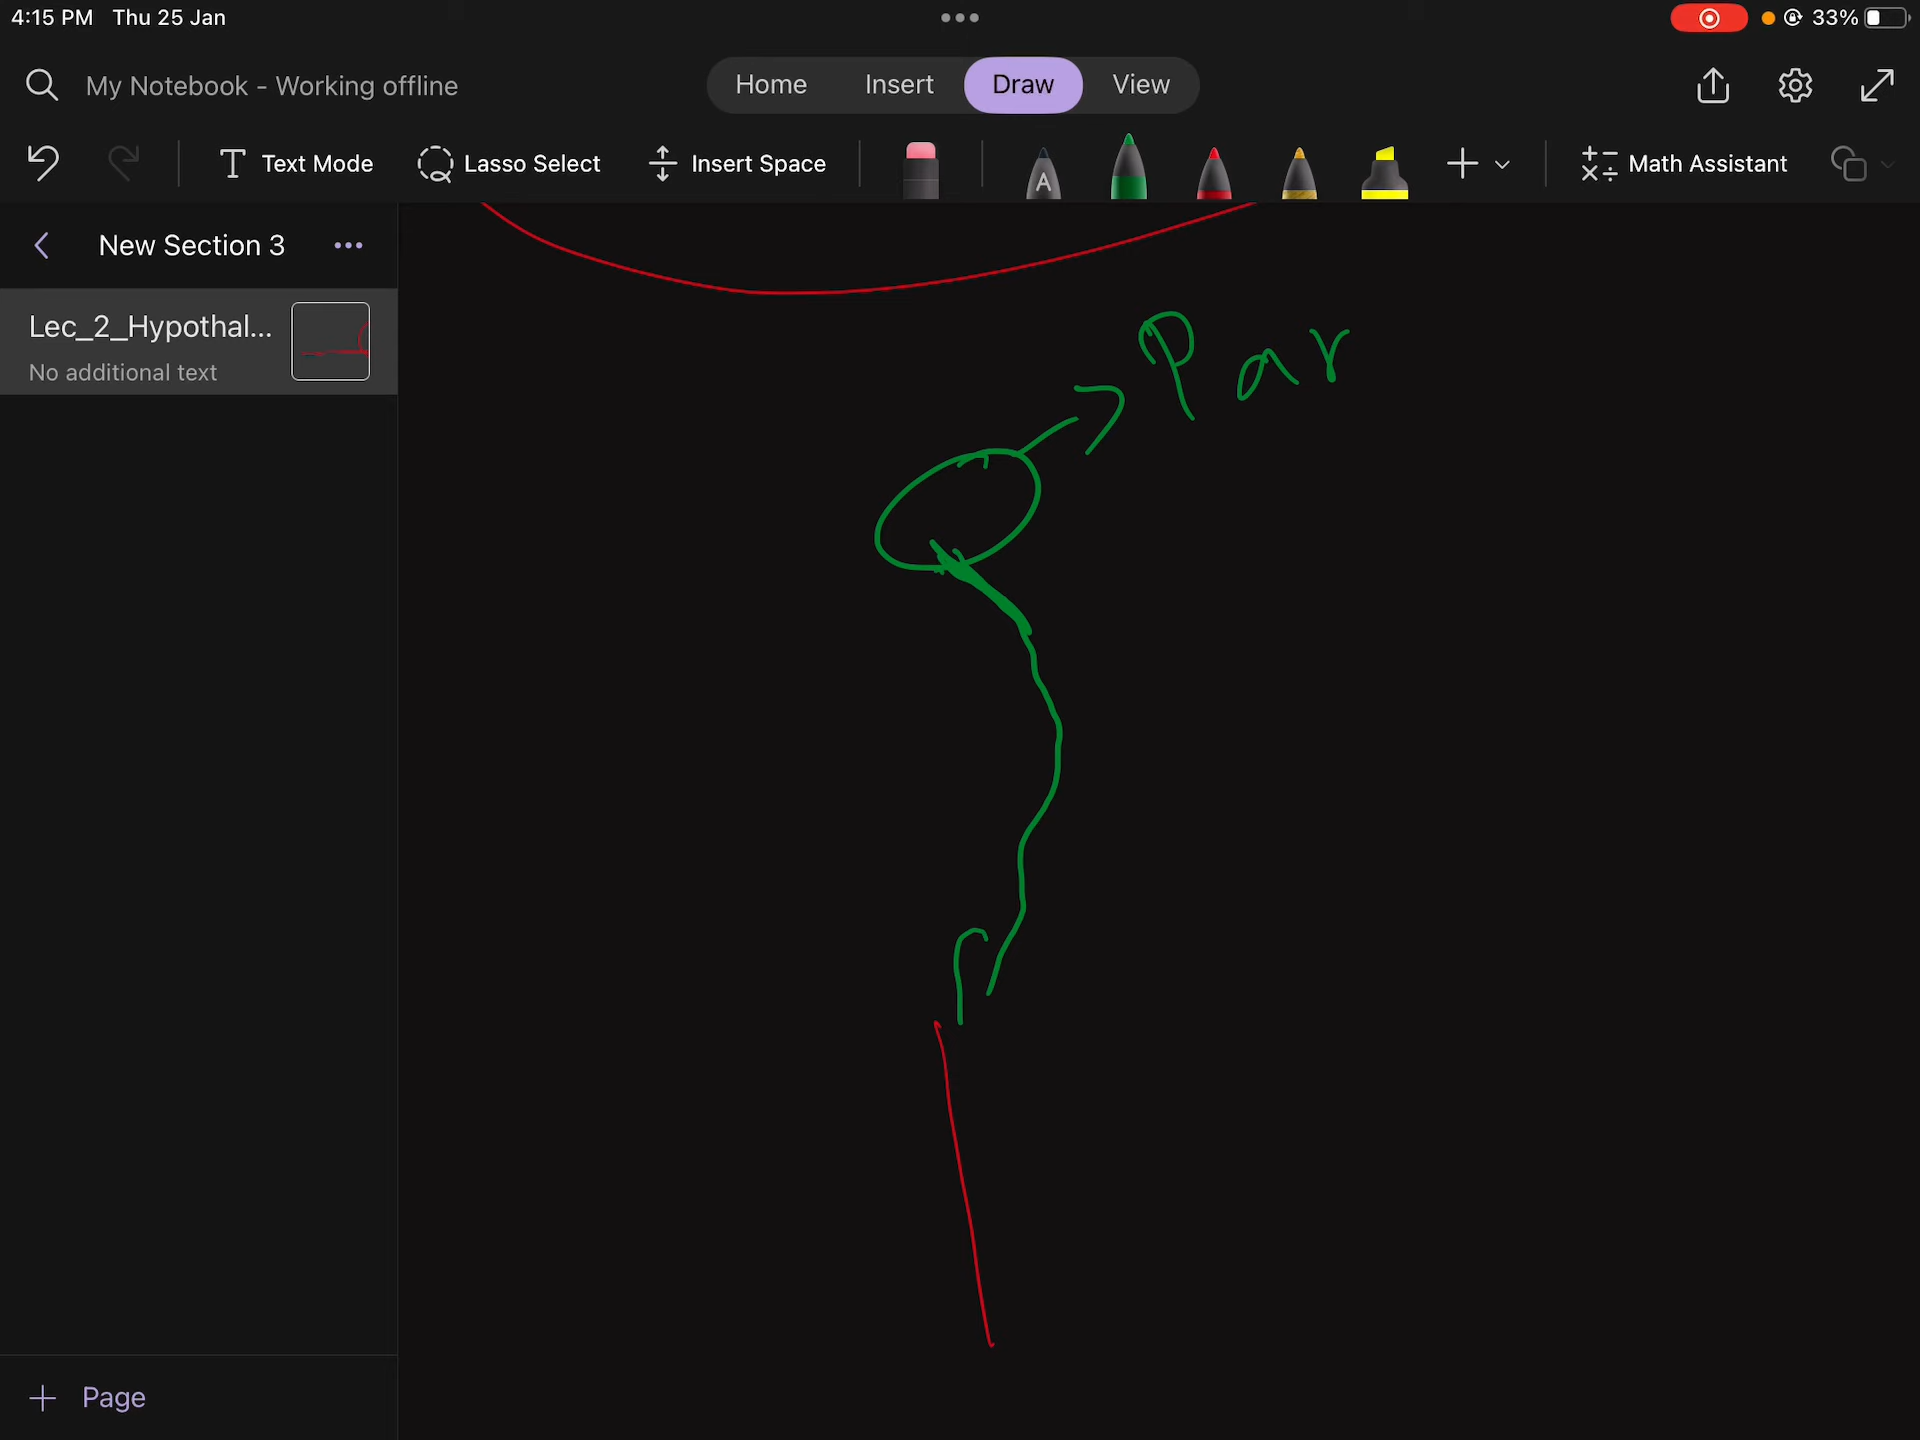 4:15 PM Thu 25 Jan 33%
My Notebook - Working offline
Home Insert Draw View
Text Mode Lasso Select Insert Space A Math Assistant
New Section 3
Lec_2_Hypothal...
No additional text
Par
Page